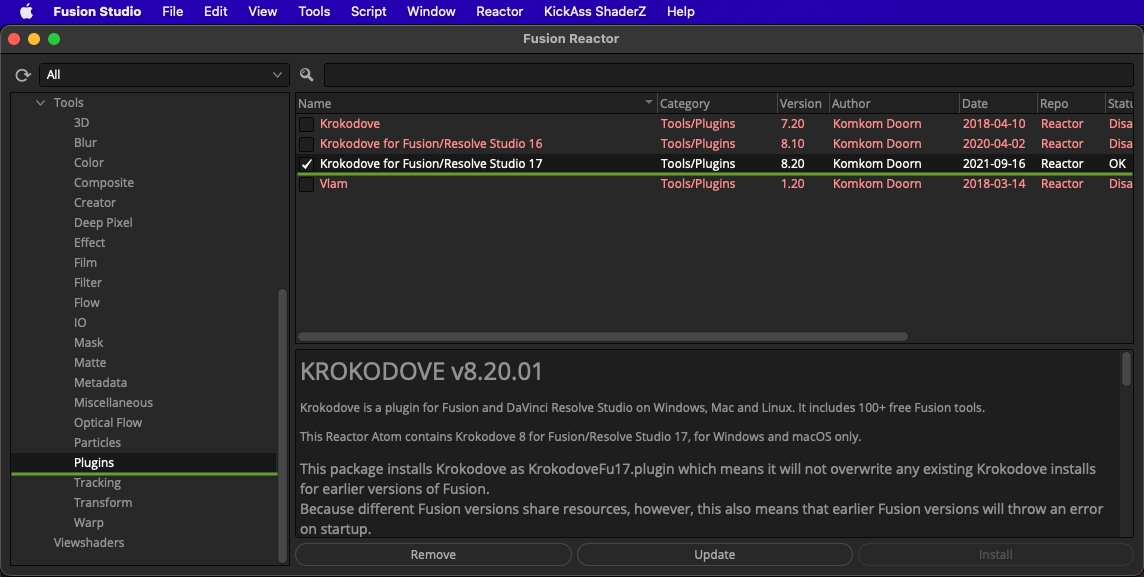 Fusion Studio File Edit View Tools Script Window Reactor KickAss ShaderZ Help
Fusion Reactor
All
Tools
3D
Blur
Color
Composite
Creator
Deep Pixel
Effect
Film
Filter
Flow
IO
Mask
Matte
Metadata
Miscellaneous
Optical Flow
Particles
Plugins
Tracking
Transform
Warp
Viewshaders
Name Category Version Author Date Repo Statu
Krokodove Tools/Plugins 7.20 Komkom Doorn 2018-04-10 Reactor Disa
Krokodove for Fusion/Resolve Studio 16 Tools/Plugins 8.10 Komkom Doorn 2020-04-02 Reactor Disa
Krokodove for Fusion/Resolve Studio 17 Tools/Plugins 8.20 Komkom Doorn 2021-09-16 Reactor OK
Vlam Tools/Plugins 1.20 Komkom Doorn 2018-03-14 Reactor Disa
KROKODOVE v8.20.01
Krokodove is a plugin for Fusion and DaVinci Resolve Studio on Windows, Mac and Linux. It includes 100+ free Fusion tools.
This Reactor Atom contains Krokodove 8 for Fusion/Resolve Studio 17, for Windows and macOS only.
This package installs Krokodove as KrokodoveFu17.plugin which means it will not overwrite any existing Krokodove installs
for earlier versions of Fusion.
Because different Fusion versions share resources, however, this also means that earlier Fusion versions will throw an error
on startup.
Remove Update Install